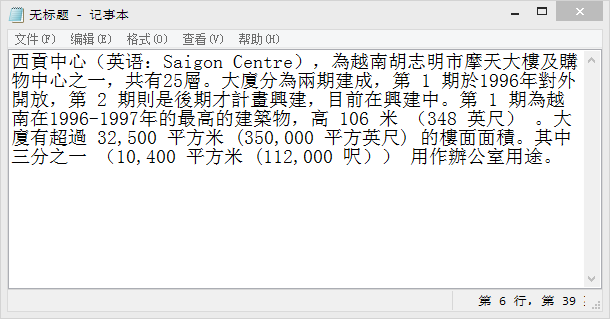 无标题 - 记事本
文件(F) 编辑(E) 格式(O) 查看(V) 帮助(H)
西貢中心（英语：Saigon Centre），為越南胡志明市摩天大樓及購
物中心之一，共有25層。大廈分為兩期建成，第 1 期於1996年對外
開放，第 2 期則是後期才計畫興建，目前在興建中。第 1 期為越
南在1996-1997年的最高的建築物，高 106 米 （348 英尺） 。大
廈有超過 32,500 平方米 (350,000 平方英尺) 的樓面面積。其中
三分之一 （10,400 平方米 (112,000 呎）） 用作辦公室用途。
第 6 行，第 39